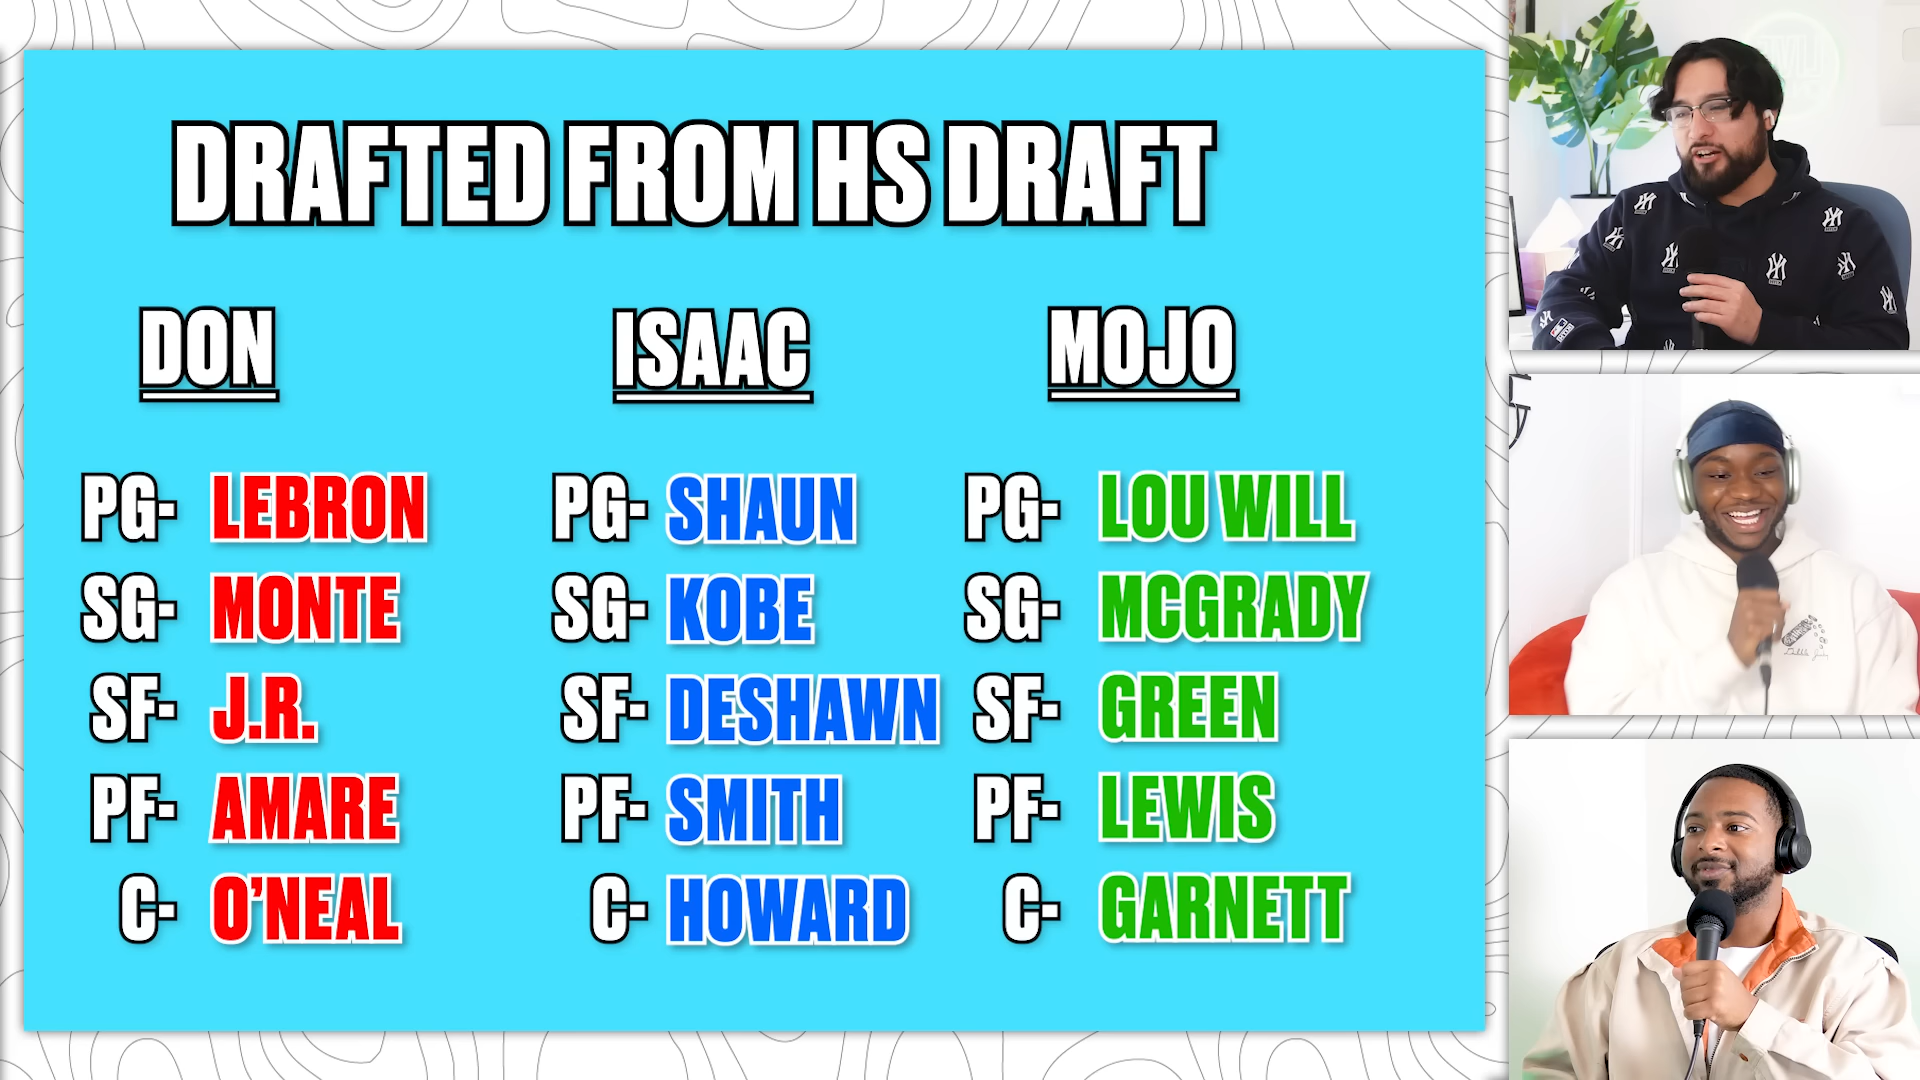 DRAFTED FROM HS DRAFT
DON
PG- LEBRON
SG- MONTE
SF- J.R.
PF- AMARE
C- O'NEAL
ISAAC
PG- SHAUN
SG- KOBE
SF- DESHAWN
PF- SMITH
C- HOWARD
MOJO
PG- LOU WILL
SG- MCGRADY
SF- GREEN
PF- LEWIS
C- GARNETT